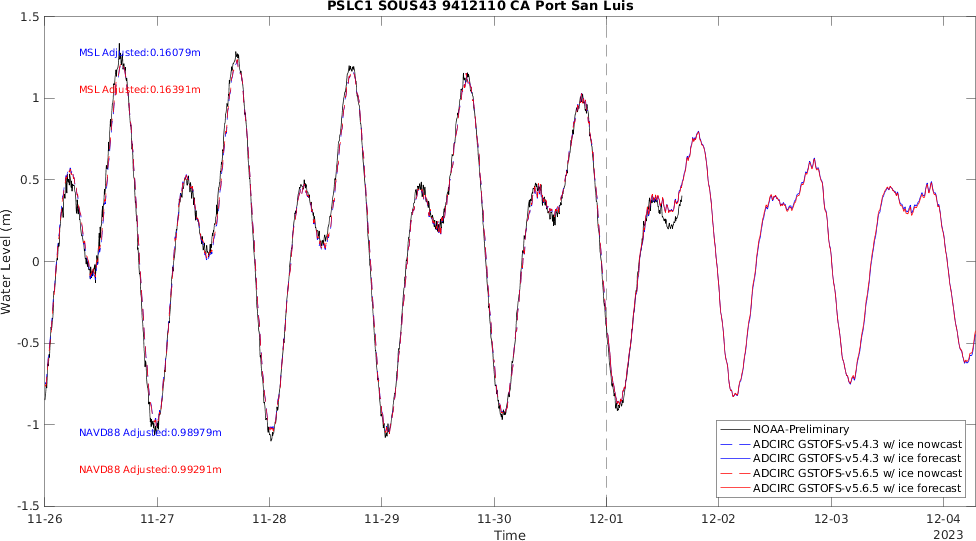 PSLC1 SOUS43 9412110 CA Port San Luis
1.5
MSL Adjusted:0.16079m
MSL Adjusted:0.16391m
1
0.5
Water Level (m)
0
-0.5
-1
NAVD88 Adjusted:0.98979m
NAVD88 Adjusted:0.99291m
-1.5
NOAA-Preliminary
ADCIRC GSTOFS-v5.4.3 w/ ice nowcast
ADCIRC GSTOFS-v5.4.3 w/ ice forecast
ADCIRC GSTOFS-v5.6.5 w/ ice nowcast
ADCIRC GSTOFS-v5.6.5 w/ ice forecast
11-26 11-27 11-28 11-29 11-30 12-01 12-02 12-03 12-04
Time
2023